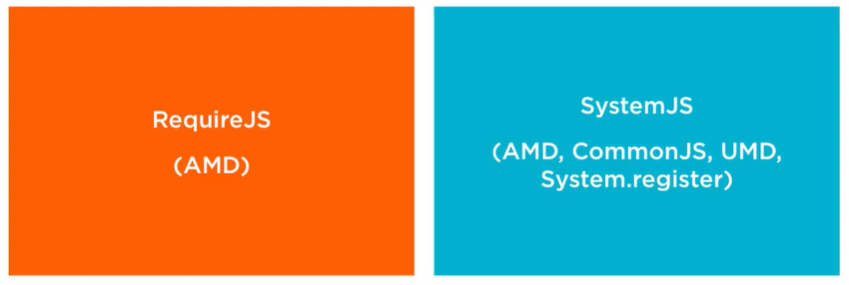 RequireJS
(AMD)
SystemJS
(AMD, CommonJS, UMD,
System.register)